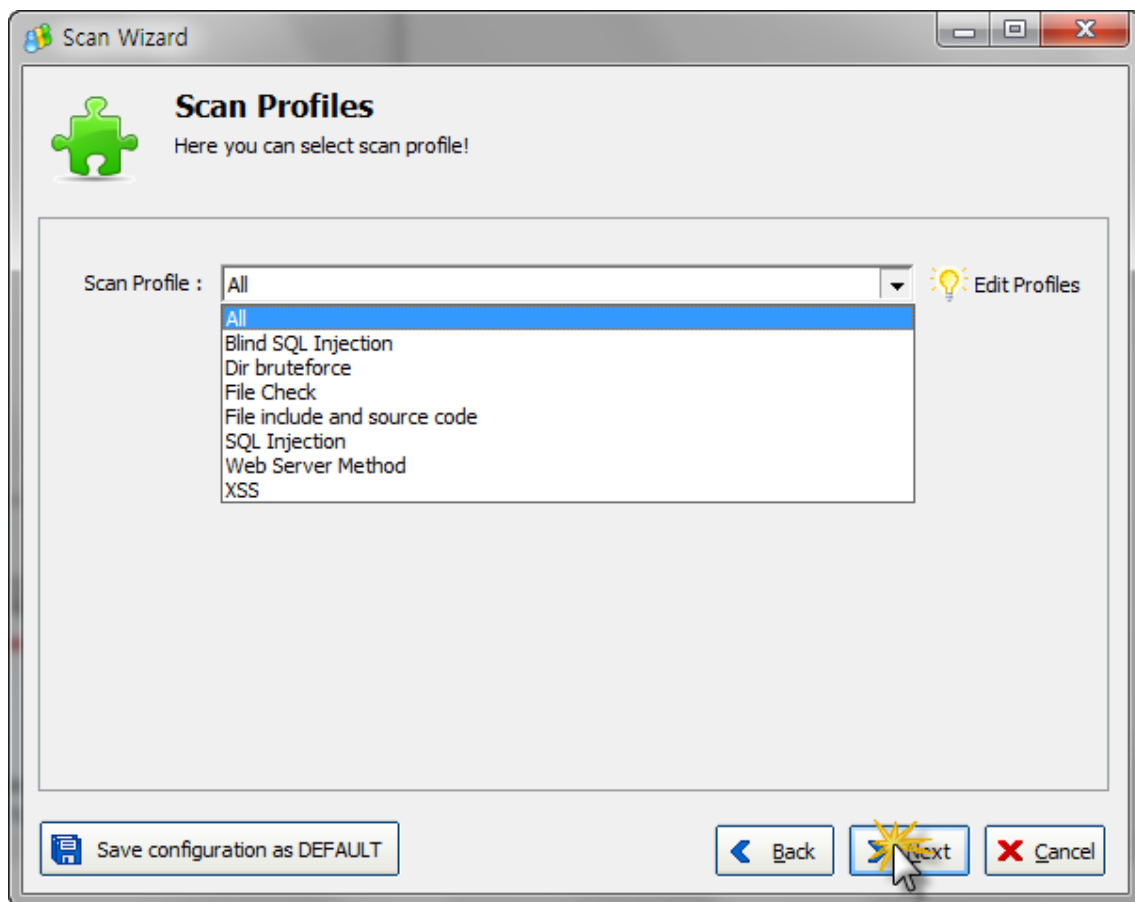 Scan Wizard
Scan Profiles
Here you can select scan profile!
Scan Profile :
All
Edit Profiles
All
Blind SQL Injection
Dir bruteforce
File Check
File include and source code
SQL Injection
Web Server Method
XSS
Save configuration as DEFAULT
Back
Next
Cancel